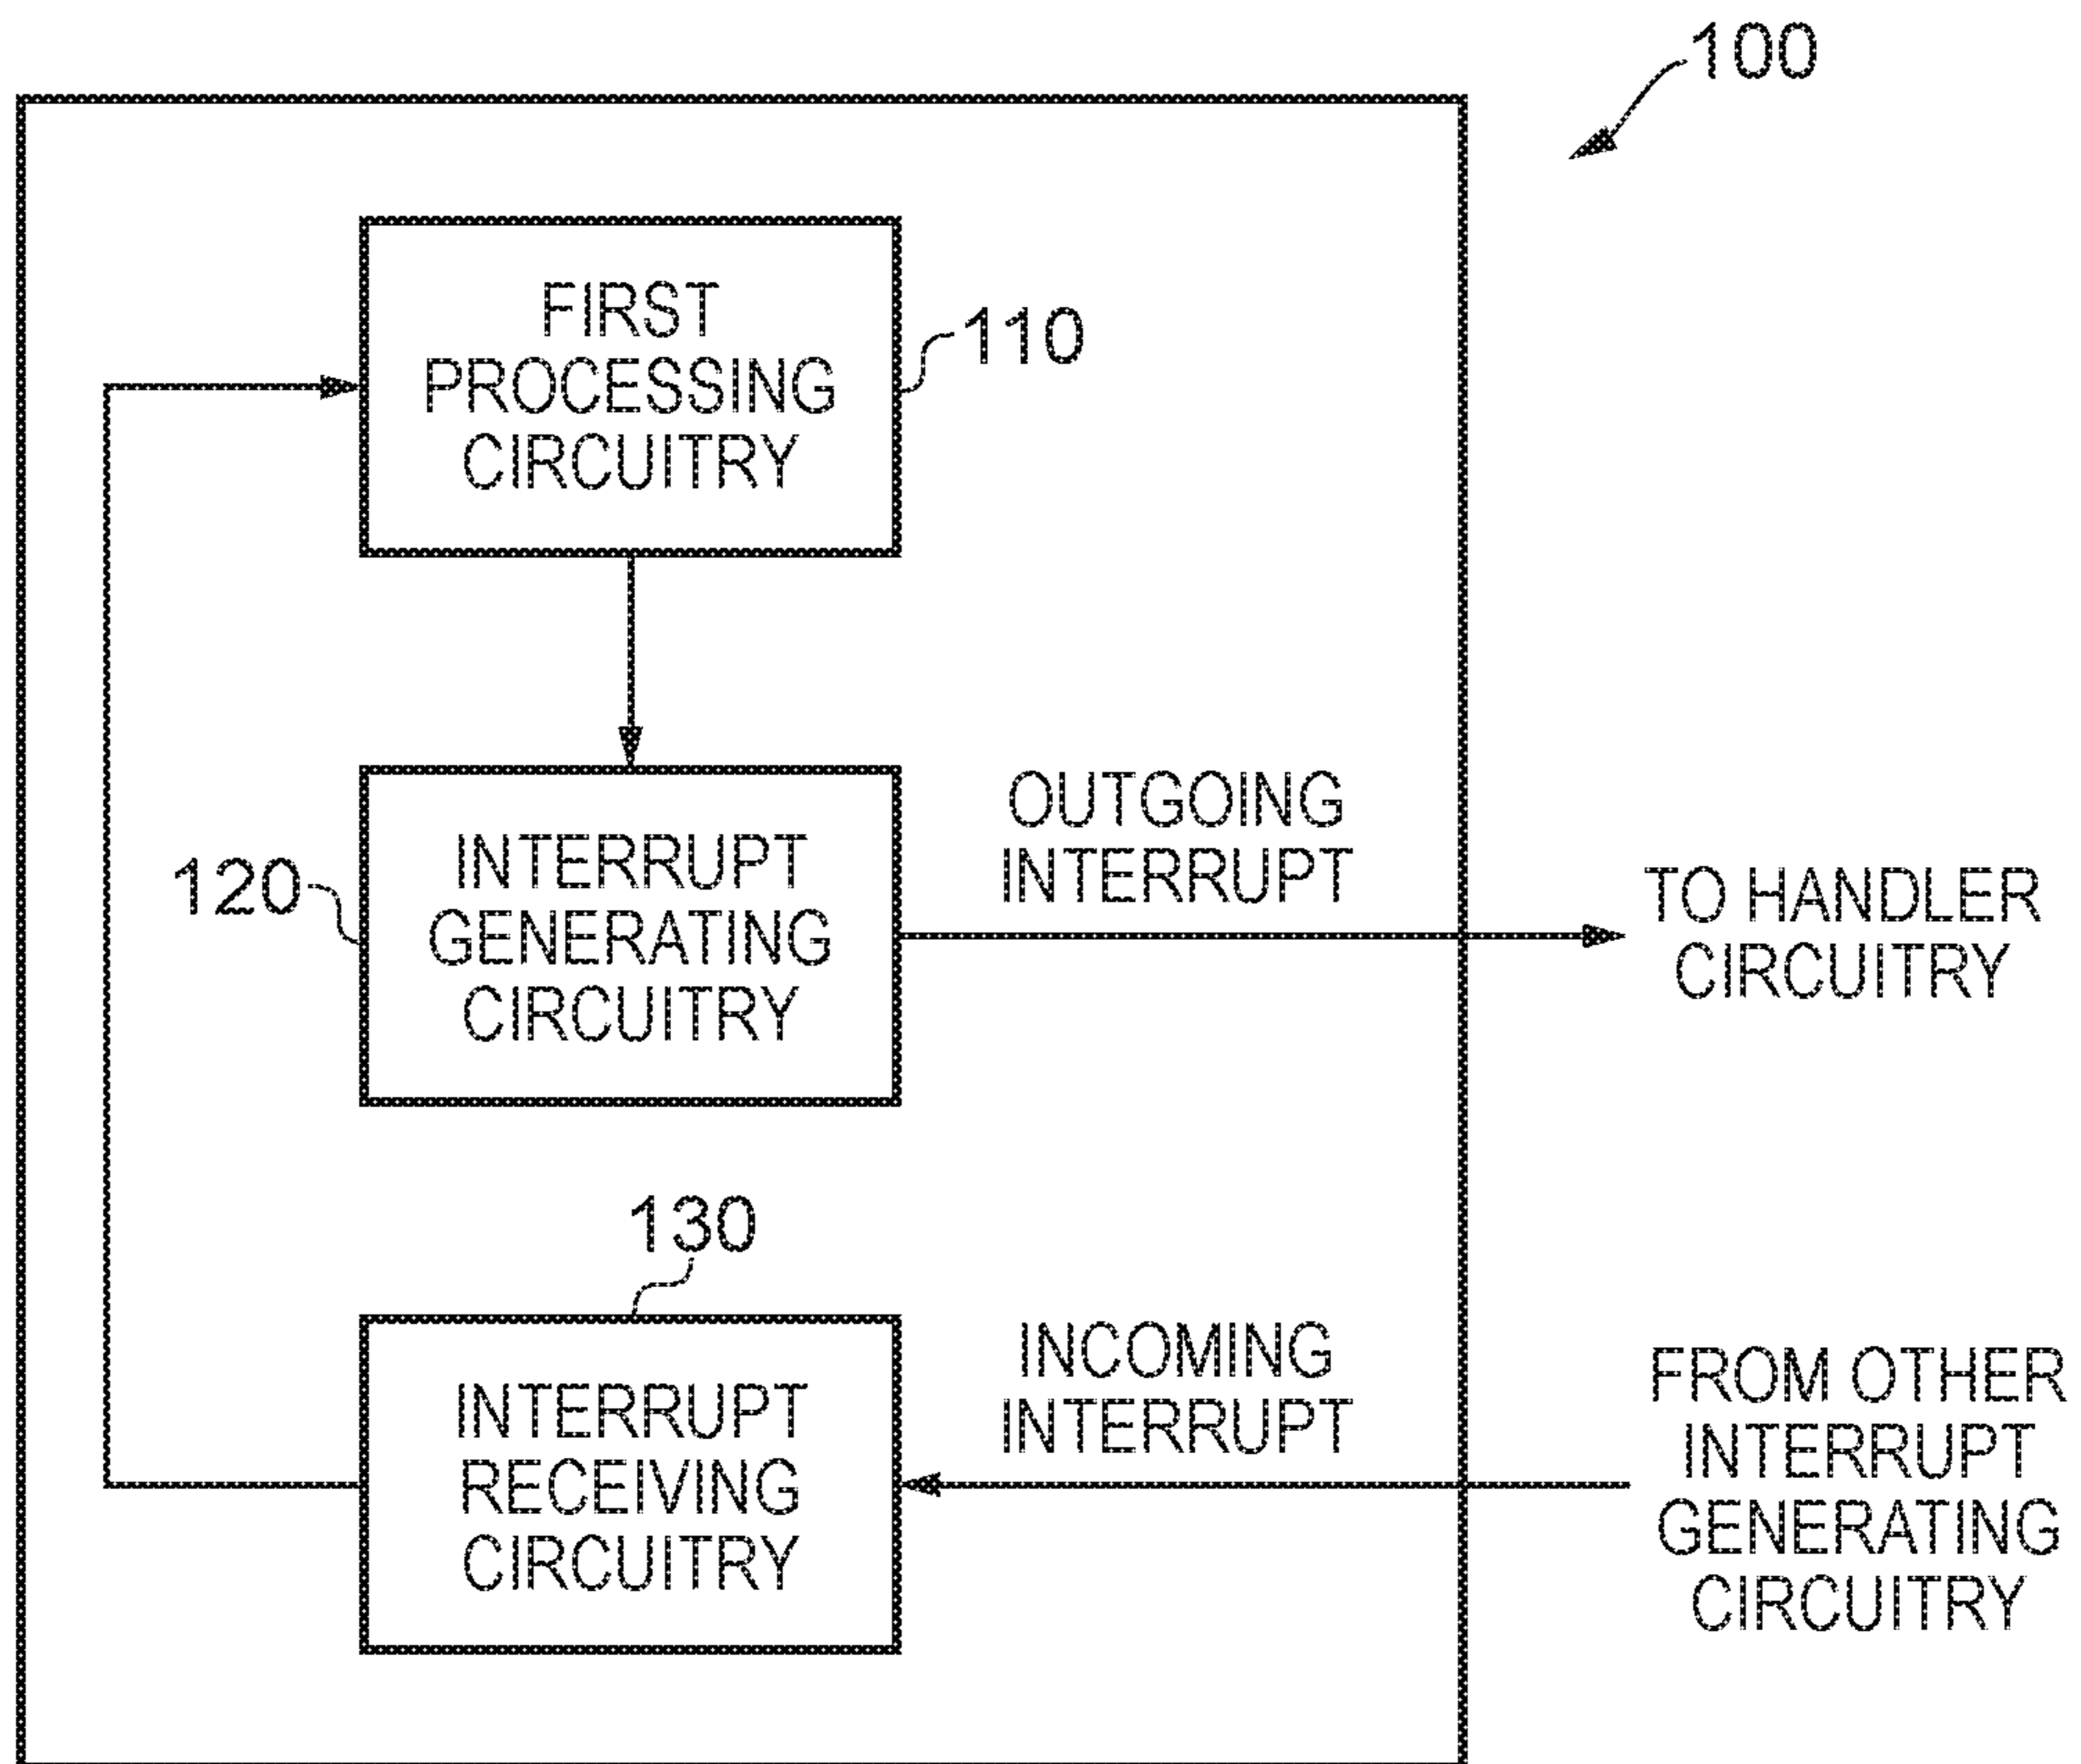 100
FIRST
PROCESSING
CIRCUITRY
110
OUTGOING
INTERRUPT
120
INTERRUPT
GENERATING
CIRCUITRY
TO HANDLER
CIRCUITRY
130
INCOMING
INTERRUPT
INTERRUPT
RECEIVING
CIRCUITRY
FROM OTHER
INTERRUPT
GENERATING
CIRCUITRY